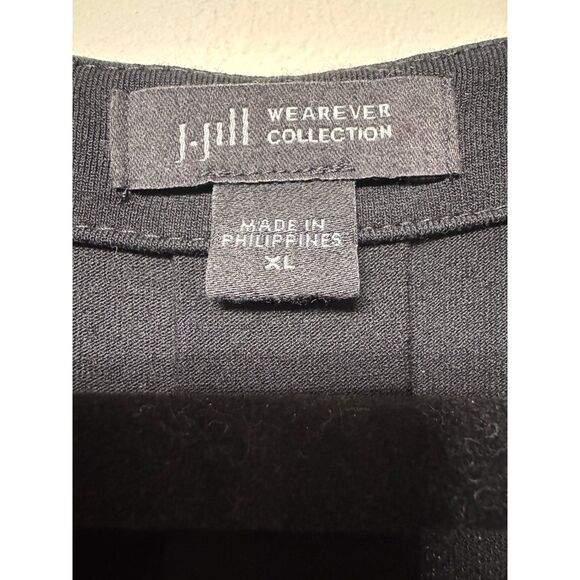 J.Jill WEAREVER
COLLECTION
MADE IN
PHILIPPINES
XL